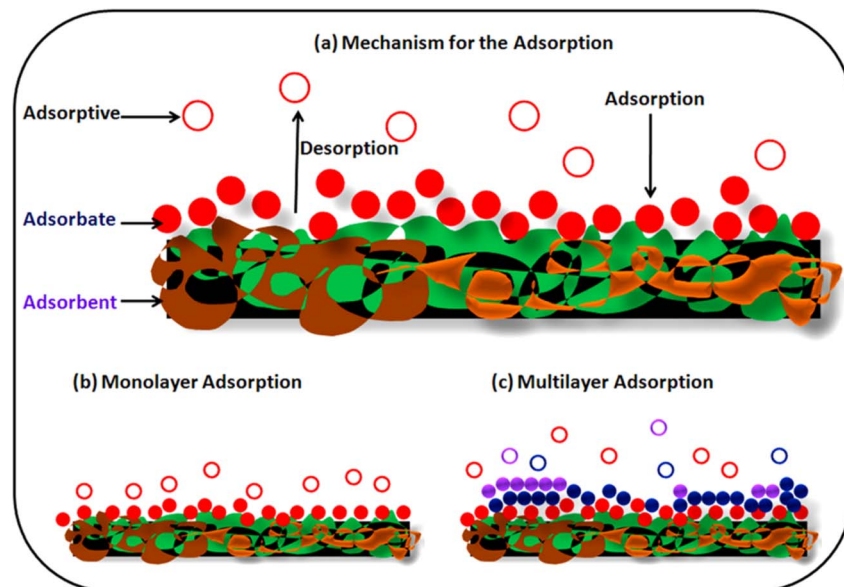 (a) Mechanism for the Adsorption
Adsorptive
Adsorption
Desorption
Adsorbate
Adsorbent
(b) Monolayer Adsorption
(c) Multilayer Adsorption